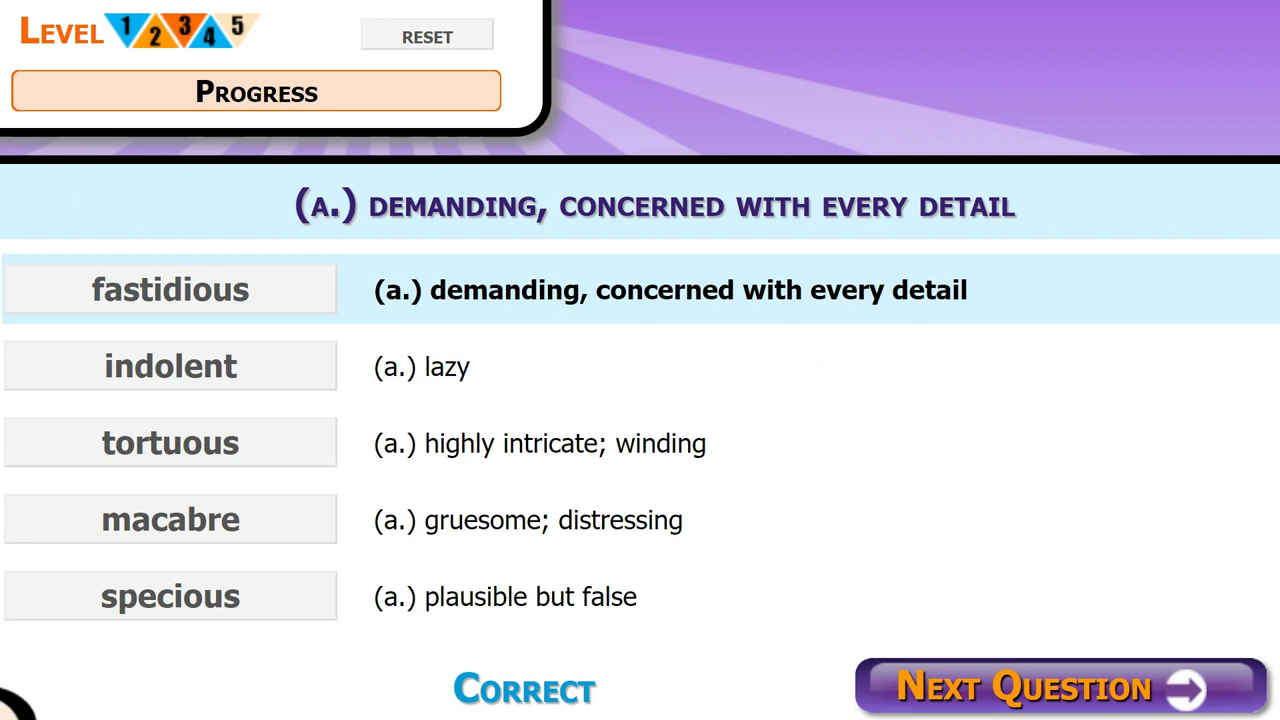 LEVEL 1 2 3 4 5
RESET
PROGRESS
(A.) DEMANDING, CONCERNED WITH EVERY DETAIL
fastidious (a.) demanding, concerned with every detail
indolent (a.) lazy
tortuous (a.) highly intricate; winding
macabre (a.) gruesome; distressing
specious (a.) plausible but false
CORRECT
NEXT QUESTION